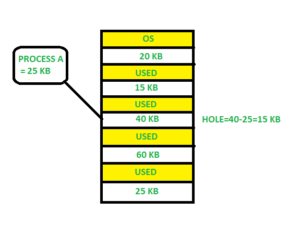 OS
20 KB
PROCESS A
= 25 KB
USED
15 KB
USED
40 KB
HOLE=40-25=15 KB
USED
60 KB
USED
25 KB